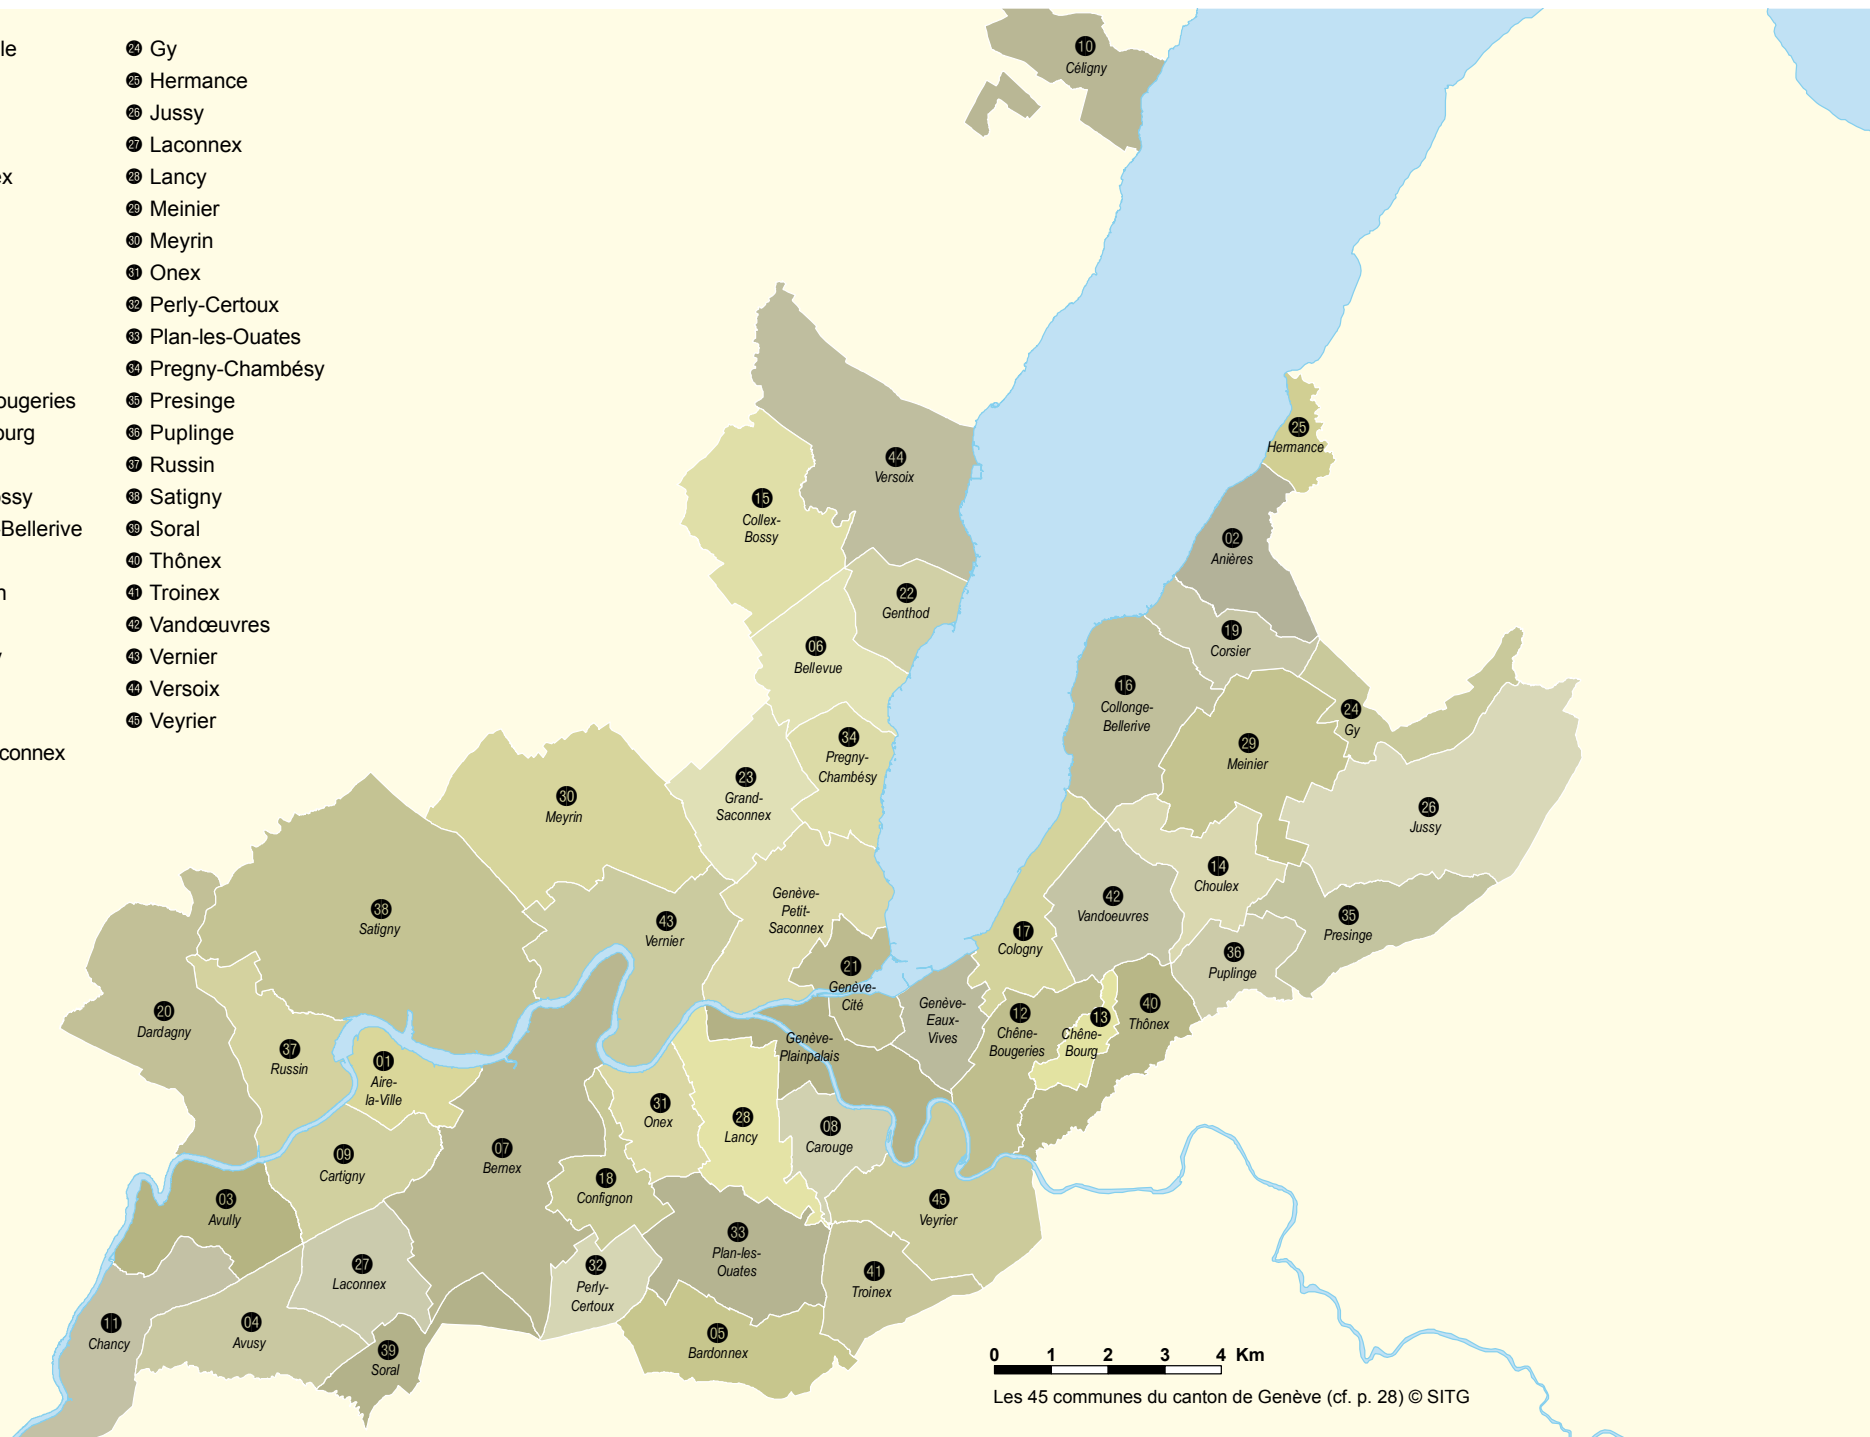 le
ex
ougeries
ourg
ossy
-Bellerive
n
y
connex
24 Gy
25 Hermance
26 Jussy
27 Laconnex
28 Lancy
29 Meinier
30 Meyrin
31 Onex
32 Perly-Certoux
33 Plan-les-Ouates
34 Pregny-Chambésy
35 Presinge
36 Puplinge
37 Russin
38 Satigny
39 Soral
40 Thônex
41 Troinex
42 Vandœuvres
43 Vernier
44 Versoix
45 Veyrier
10
Céligny
25
Hermance
44
Versoix
15
Collex-
Bossy
02
Anières
22
Genthod
19
Corsier
06
Bellevue
16
Collonge-
Bellerive
24
Gy
34
Pregny-
Chambésy
29
Meinier
23
Grand-
Saconnex
30
Meyrin
26
Jussy
14
Choulex
42
Vandoeuvres
Genève-
Petit-
Saconnex
38
Satigny
43
Vernier
35
Presinge
17
Cologny
36
Puplinge
21
Genève-
Cité
Genève-
Eaux-
Vives
20
Dardagny
12
Chêne-
Bougeries
13
Chêne-
Bourg
40
Thônex
37
Russin
01
Aire-
la-Ville
Genève-
Plainpalais
31
Onex
28
Lancy
08
Carouge
09
Cartigny
07
Bernex
18
Confignon
03
Avully
45
Veyrier
33
Plan-les-
Ouates
27
Laconnex
32
Perly-
Certoux
41
Troinex
11
Chancy
04
Avusy
39
Soral
05
Bardonnex
0 1 2 3 4 Km
Les 45 communes du canton de Genève (cf. p. 28) © SITG